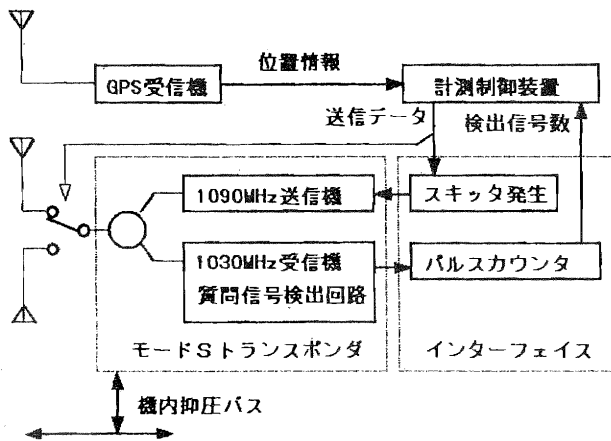 位置情報
GPS受信機
計測制御装置
送信データ
検出信号数
1090MHz送信機
スキッタ発生
1030MHz受信機
質問信号検出回路
パルスカウンタ
モードSトランスポンダ
インターフェイス
機内抑圧バス